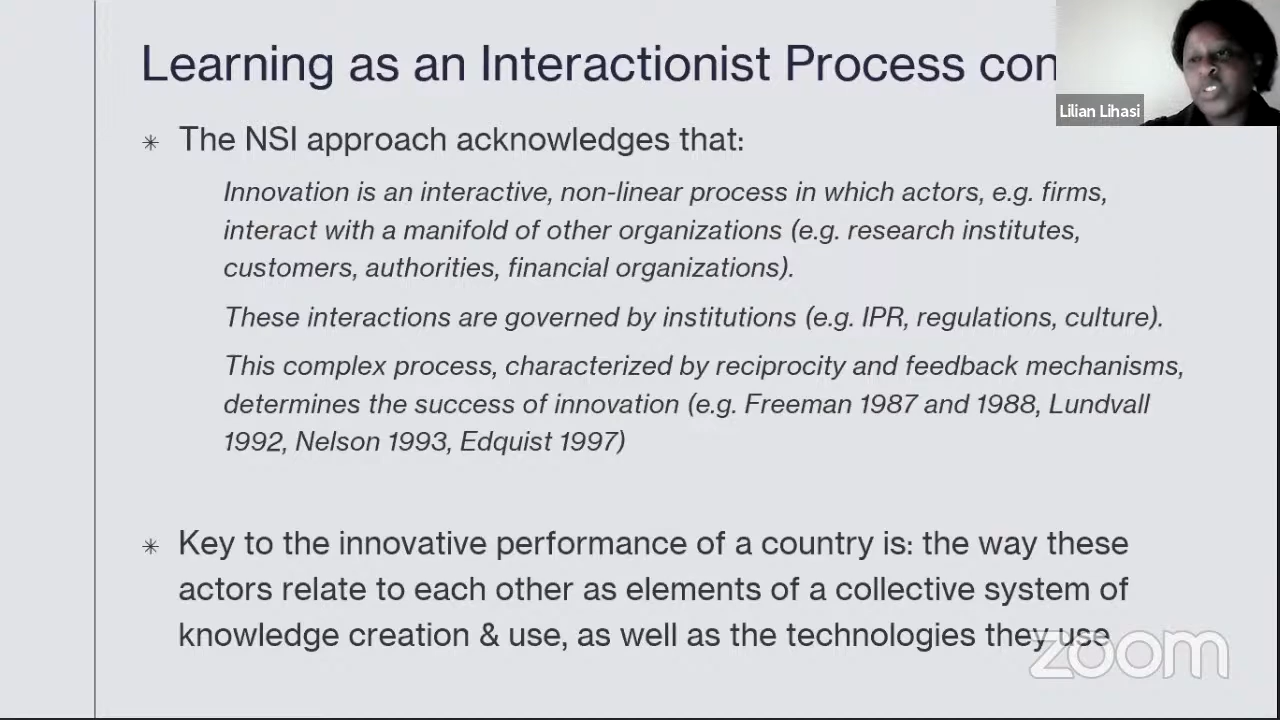 Learning as an Interactionist Process con
Lilian Lihasi
✳ The NSI approach acknowledges that:
Innovation is an interactive, non-linear process in which actors, e.g. firms,
interact with a manifold of other organizations (e.g. research institutes,
customers, authorities, financial organizations).
These interactions are governed by institutions (e.g. IPR, regulations, culture).
This complex process, characterized by reciprocity and feedback mechanisms,
determines the success of innovation (e.g. Freeman 1987 and 1988, Lundvall
1992, Nelson 1993, Edquist 1997)
✳ Key to the innovative performance of a country is: the way these
actors relate to each other as elements of a collective system of
knowledge creation & use, as well as the technologies they use
zoom